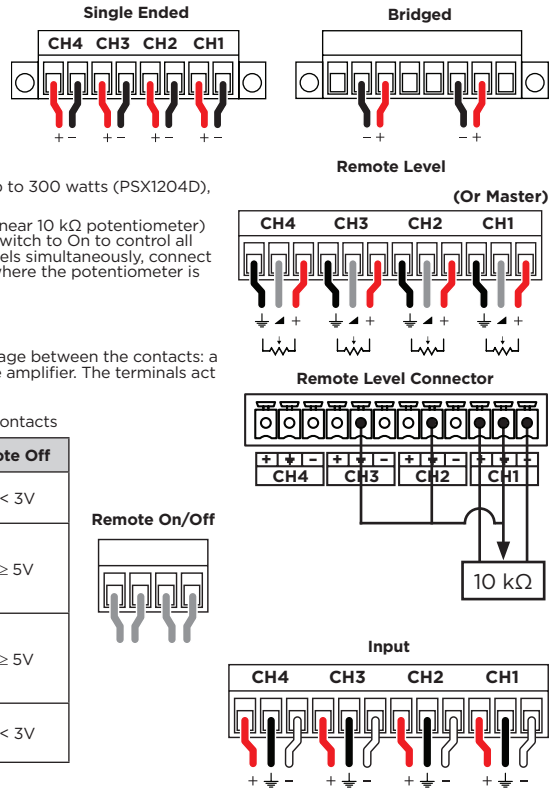 Single Ended
CH4 CH3 CH2 CH1
+ − + − + − + −
Bridged
− + − +
p to 300 watts (PSX1204D),
near 10 kΩ potentiometer)
witch to On to control all
els simultaneously, connect
where the potentiometer is
Remote Level
(Or Master)
CH4 CH3 CH2 CH1
+ + + +
age between the contacts: a
e amplifier. The terminals act
ontacts
te Off
< 3V
≥ 5V
≥ 5V
< 3V
Remote Level Connector
+ − + − + − + −
CH4 CH3 CH2 CH1
10 kΩ
Remote On/Off
Input
CH4 CH3 CH2 CH1
+ − + − + − + −